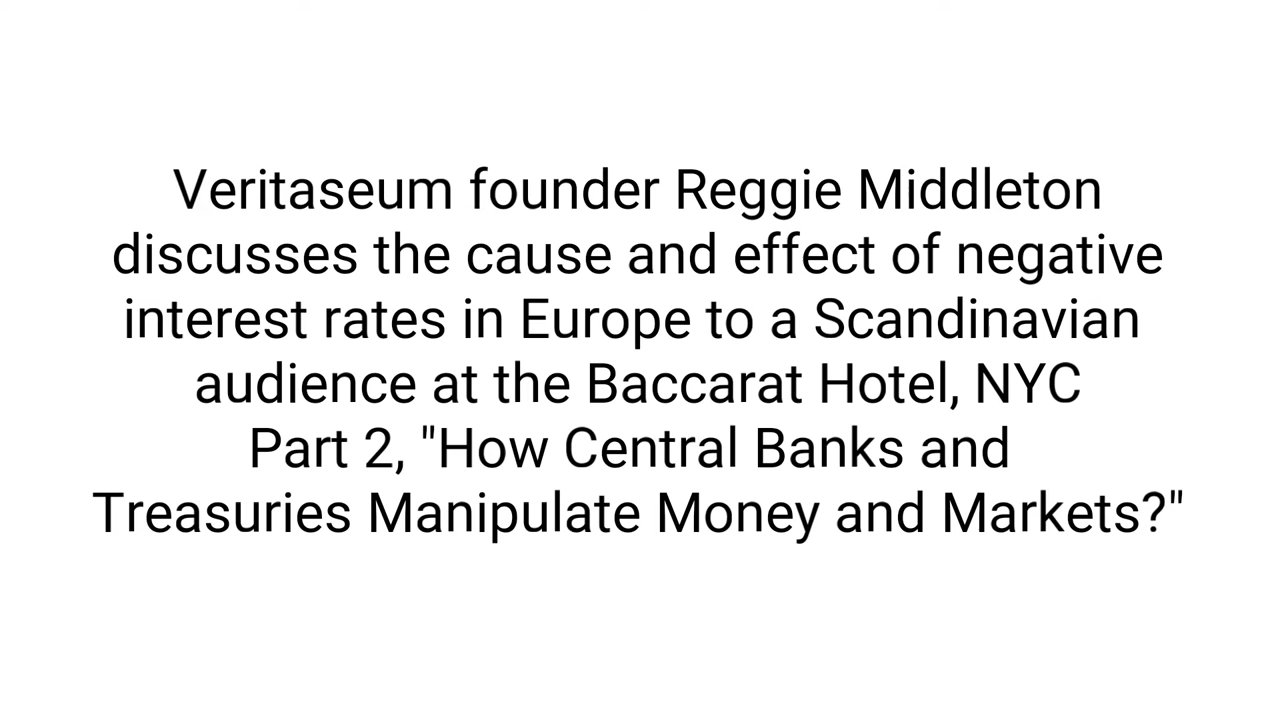 Veritaseum founder Reggie Middleton
discusses the cause and effect of negative
interest rates in Europe to a Scandinavian
audience at the Baccarat Hotel, NYC
Part 2, "How Central Banks and
Treasuries Manipulate Money and Markets?"